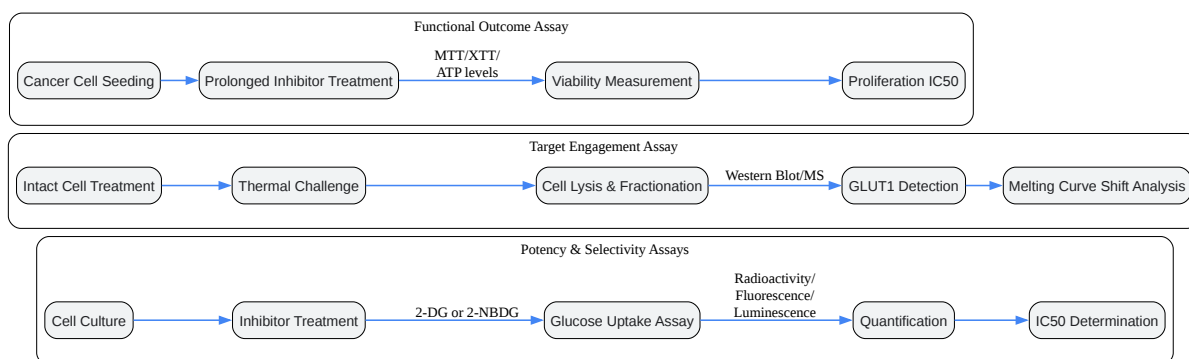 Functional Outcome Assay
Cancer Cell Seeding
Prolonged Inhibitor Treatment
MTT/XTT/
ATP levels
Viability Measurement
Proliferation IC50
Target Engagement Assay
Intact Cell Treatment
Thermal Challenge
Cell Lysis & Fractionation
Western Blot/MS
GLUT1 Detection
Melting Curve Shift Analysis
Potency & Selectivity Assays
Cell Culture
Inhibitor Treatment
2-DG or 2-NBDG
Glucose Uptake Assay
Radioactivity/
Fluorescence/
Luminescence
Quantification
IC50 Determination